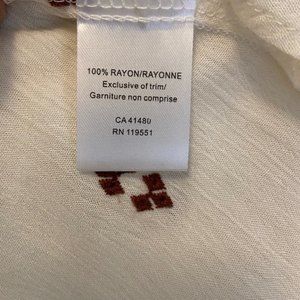 100% RAYON/RAYONNE
Exclusive of trim/
Garniture non comprise
CA 41480
RN 119551